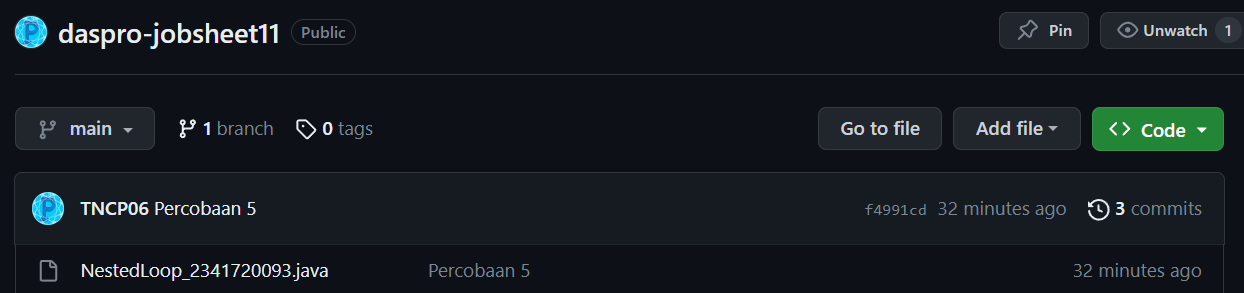 daspro-jobsheet11 Public Pin Unwatch 1
main 1 branch 0 tags Go to file Add file Code
TNCP06 Percobaan 5 f4991cd 32 minutes ago 3 commits
NestedLoop_2341720093.java Percobaan 5 32 minutes ago